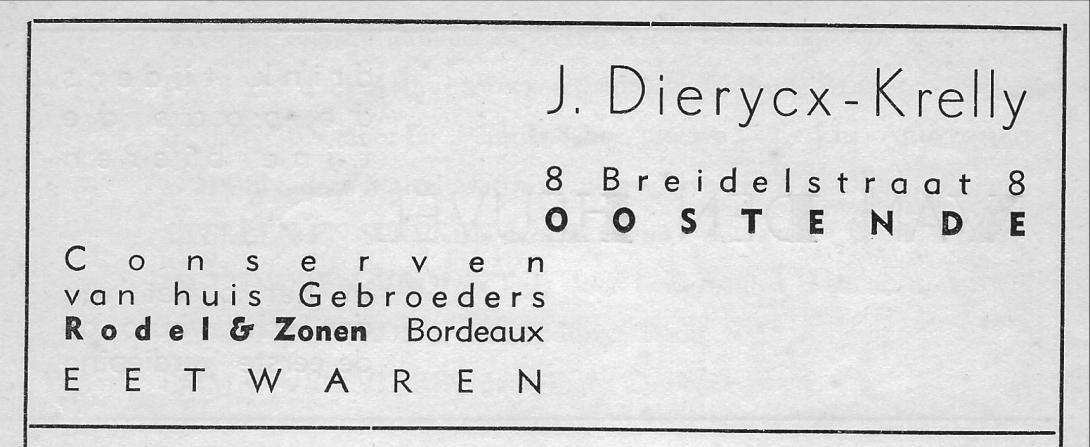 J. Dierycx-Krelly
8 Breidelstraat 8
OOSTENDE
Conserven
van huis Gebroeders
Rodel & Zonen Bordeaux
EETWAREN